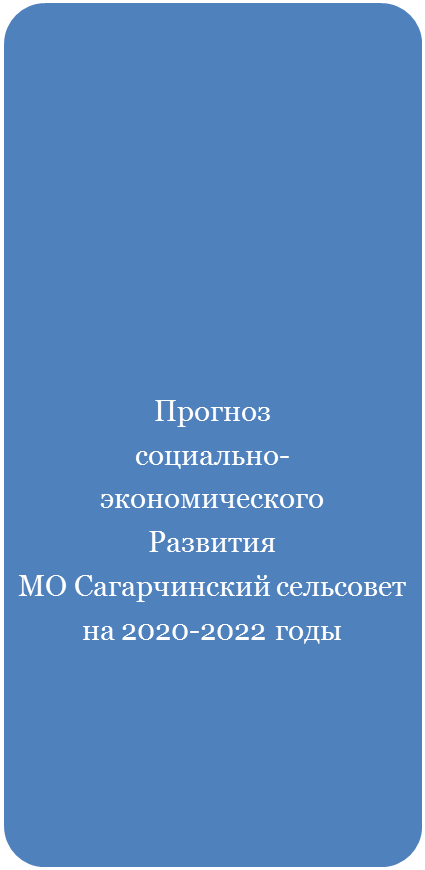 Прогноз
социально-
экономического
Развития
МО Сагарчинский сельсовет
на 2020-2022 годы